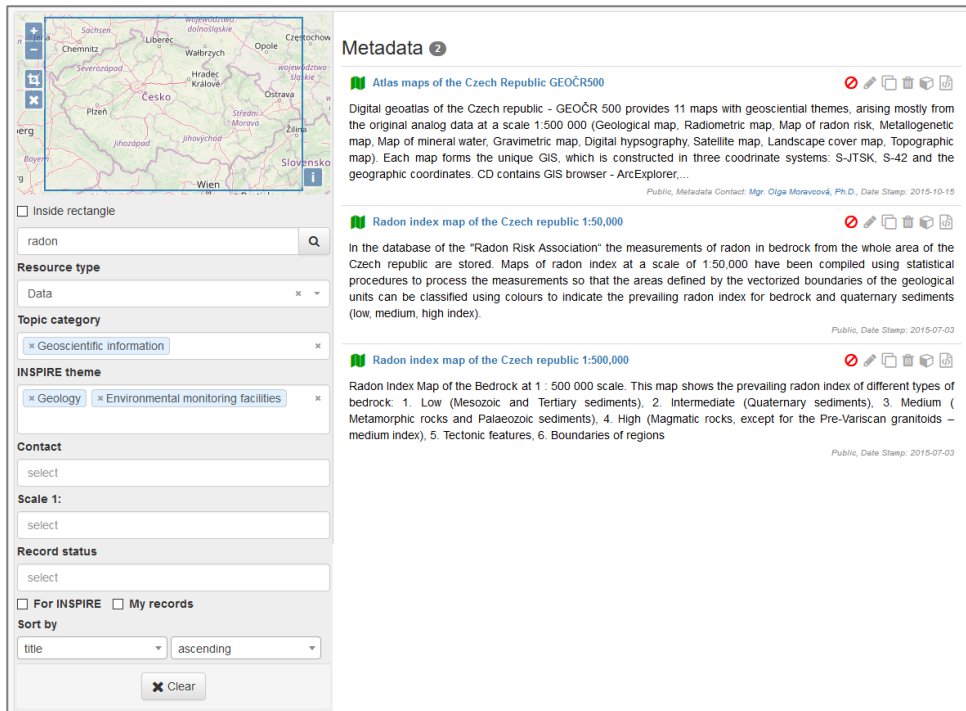 Sachsen
województwo
dolnośląskie
Jena
Chemnitz
Liberec
Wałbrzych
Opole
Częstochowa
Severozápad
Hradec
Králové
województwo
śląskie
Česko
Ostrava
Plzeň
Střední
Morava
Jihozápad
Jihovýchod
Žilina
Bayern
Slovensko
Wien
+
−
i
Inside rectangle
radon
Resource type
Data
Topic category
× Geoscientific information
INSPIRE theme
× Geology × Environmental monitoring facilities
Contact
select
Scale 1:
select
Record status
select
For INSPIRE My records
Sort by
title ascending
Clear
Metadata 2
Atlas maps of the Czech Republic GEOČR500
Digital geoatlas of the Czech republic - GEOČR 500 provides 11 maps with geosciential themes, arising mostly from
the original analog data at a scale 1:500 000 (Geological map, Radiometric map, Map of radon risk, Metallogenetic
map, Map of mineral water, Gravimetric map, Digital hypsography, Satellite map, Landscape cover map, Topographic
map). Each map forms the unique GIS, which is constructed in three coodrinate systems: S-JTSK, S-42 and the
geographic coordinates. CD contains GIS browser - ArcExplorer,...
Public, Metadata Contact: Mgr. Olga Moravcová, Ph.D., Date Stamp: 2015-10-15
Radon index map of the Czech republic 1:50,000
In the database of the "Radon Risk Association“ the measurements of radon in bedrock from the whole area of the
Czech republic are stored. Maps of radon index at a scale of 1:50,000 have been compiled using statistical
procedures to process the measurements so that the areas defined by the vectorized boundaries of the geological
units can be classified using colours to indicate the prevailing radon index for bedrock and quaternary sediments
(low, medium, high index).
Public, Date Stamp: 2015-07-03
Radon index map of the Czech republic 1:500,000
Radon Index Map of the Bedrock at 1 : 500 000 scale. This map shows the prevailing radon index of different types of
bedrock: 1. Low (Mesozoic and Tertiary sediments), 2. Intermediate (Quaternary sediments), 3. Medium (
Metamorphic rocks and Palaeozoic sediments), 4. High (Magmatic rocks, except for the Pre-Variscan granitoids –
medium index), 5. Tectonic features, 6. Boundaries of regions
Public, Date Stamp: 2015-07-03